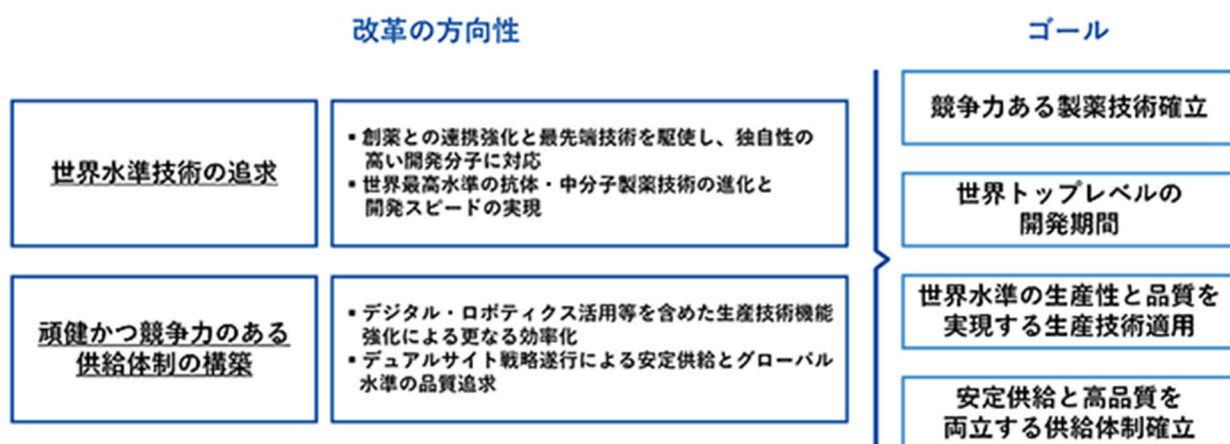 改革の方向性
ゴール
世界水準技術の追求
▪ 創薬との連携強化と最先端技術を駆使し、独自性の
高い開発分子に対応
▪ 世界最高水準の抗体・中分子製薬技術の進化と
開発スピードの実現
頑健かつ競争力のある
供給体制の構築
▪ デジタル・ロボティクス活用等を含めた生産技術機能
強化による更なる効率化
▪ デュアルサイト戦略遂行による安定供給とグローバル
水準の品質追求
競争力ある製薬技術確立
世界トップレベルの
開発期間
世界水準の生産性と品質を
実現する生産技術適用
安定供給と高品質を
両立する供給体制確立